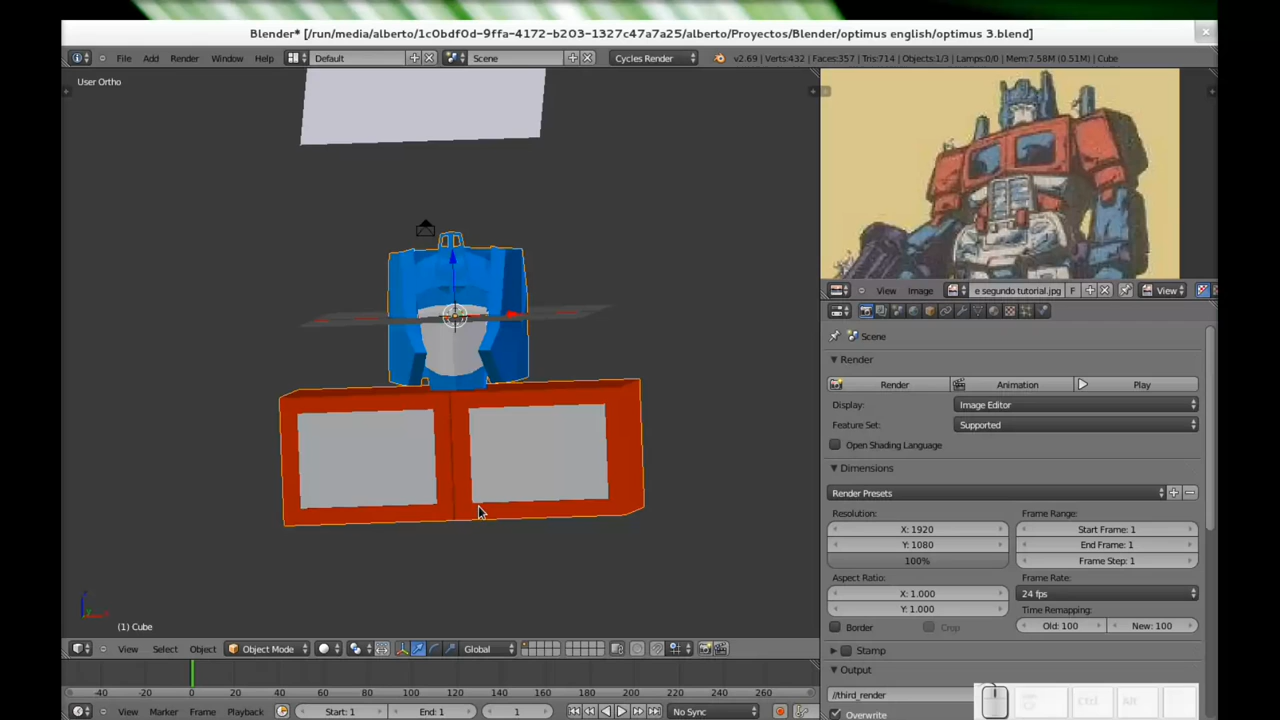 Blender* [/run/media/alberto/1c0bdf0d-9ffa-4172-b203-1327c47a7a25/alberto/Proyectos/Blender/optimus english/optimus 3.blend]
File Add Render Window Help Default Scene Cycles Render v2.69 | Verts:432 | Faces:357 | Tris:714 | Objects:1/3 | Lamps:0/0 | Mem:7.58M (0.51M) | Cube
User Ortho
View Image e segundo tutorial.jpg F View
Scene
Render
Render Animation Play
Display: Image Editor
Feature Set: Supported
Open Shading Language
Dimensions
Render Presets
Resolution: Frame Range:
X: 1920 Start Frame: 1
Y: 1080 End Frame: 1
100% Frame Step: 1
Aspect Ratio: Frame Rate:
X: 1.000 24 fps
Y: 1.000 Time Remapping:
Border Crop Old: 100 New: 100
Stamp
Output
//third_render
Overwrite
Ctrl Alt
(1) Cube
View Select Object Object Mode Global
-40 -20 0 20 40 60 80 100 120 140 160 180 200 220 240 260
View Marker Frame Playback Start: 1 End: 1 1 No Sync